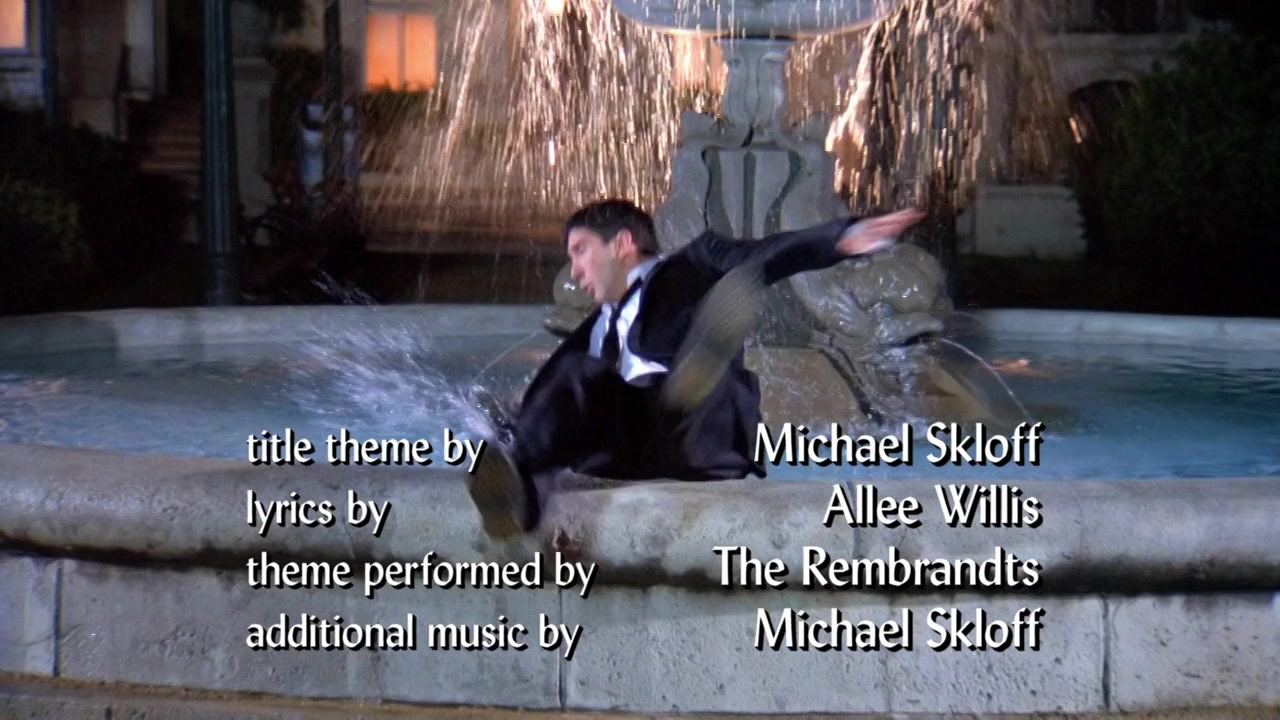 title theme by Michael Skloff
lyrics by Allee Willis
theme performed by The Rembrandts
additional music by Michael Skloff